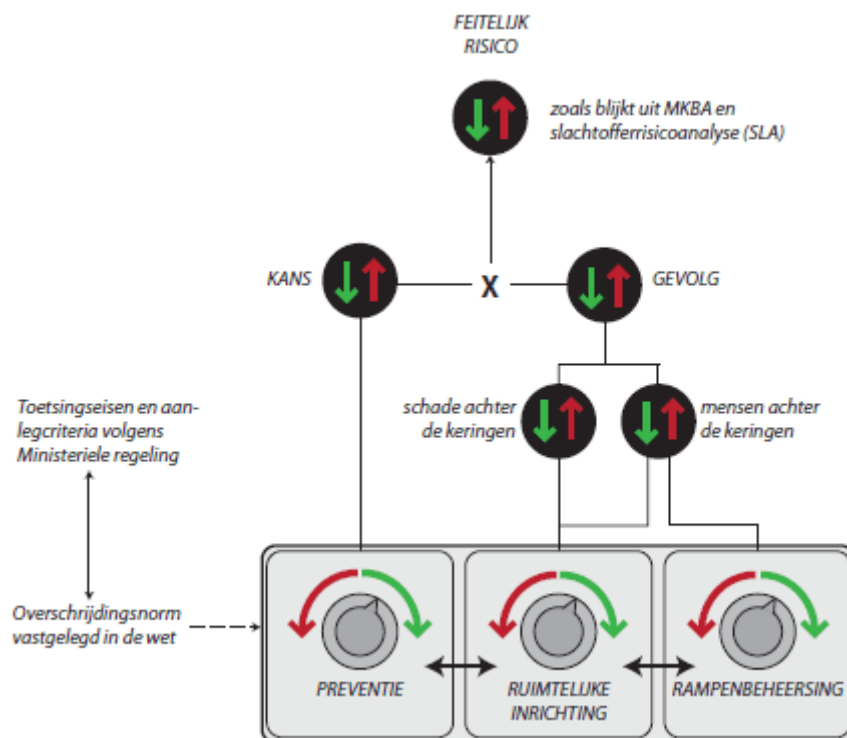 FEITELIJK
RISICO
zoals blijkt uit MKBA en
slachtofferrisicoanalyse (SLA)
KANS
X
GEVOLG
schade achter
de keringen
mensen achter
de keringen
Toetsingseisen en aan-
legcriteria volgens
Ministeriele regeling
Overschrijdingsnorm
vastgelegd in de wet
PREVENTIE
RUIMTELIJKE
INRICHTING
RAMPENBEHEERSING